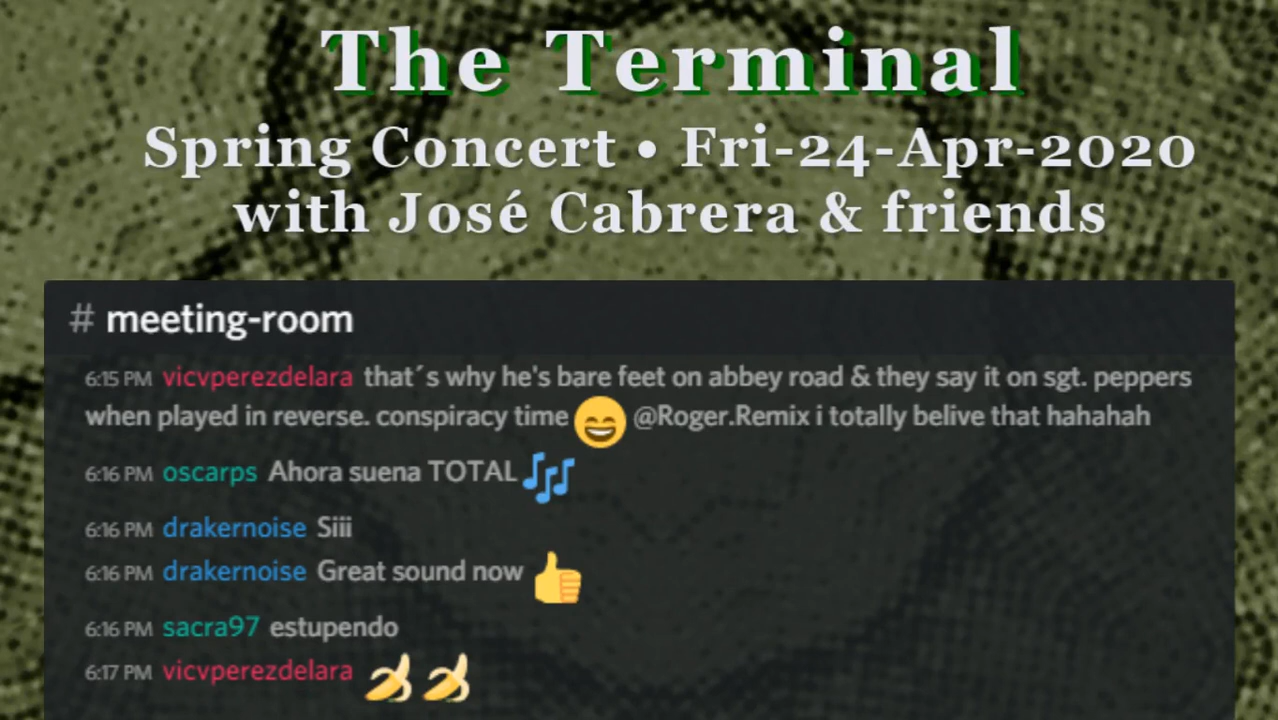 The Terminal
Spring Concert • Fri-24-Apr-2020
with José Cabrera & friends
# meeting-room
6:15 PM vicvperezdelara that´s why he's bare feet on abbey road & they say it on sgt. peppers
when played in reverse. conspiracy time 😄 @Roger.Remix i totally belive that hahahah
6:16 PM oscarps Ahora suena TOTAL 🎶
6:16 PM drakernoise Siii
6:16 PM drakernoise Great sound now 👍
6:16 PM sacra97 estupendo
6:17 PM vicvperezdelara 🍌 🍌